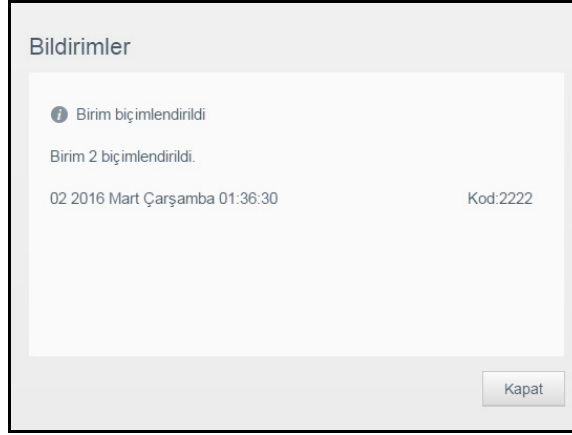 Bildirimler
Birim biçimlendirildi
Birim 2 biçimlendirildi.
02 2016 Mart Çarşamba 01:36:30 Kod:2222
Kapat